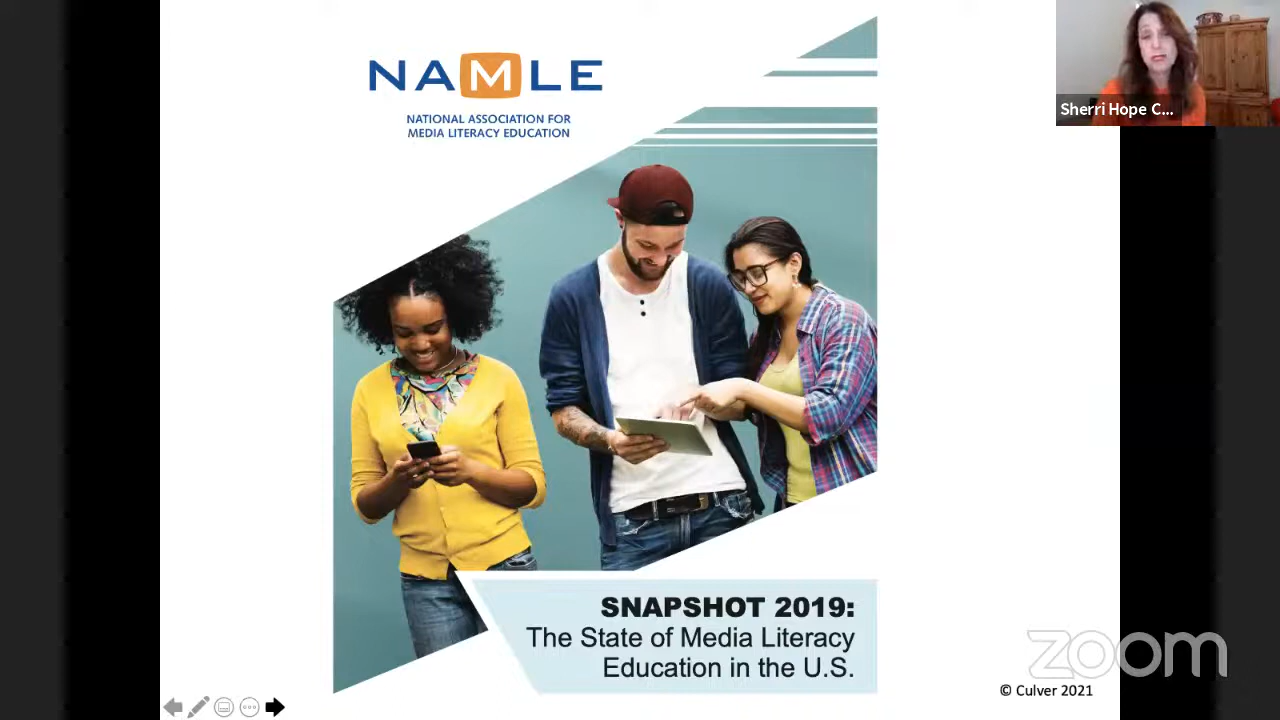 NAMLE
NATIONAL ASSOCIATION FOR
MEDIA LITERACY EDUCATION
Sherri Hope C...
SNAPSHOT 2019:
The State of Media Literacy
Education in the U.S.
zoom
© Culver 2021